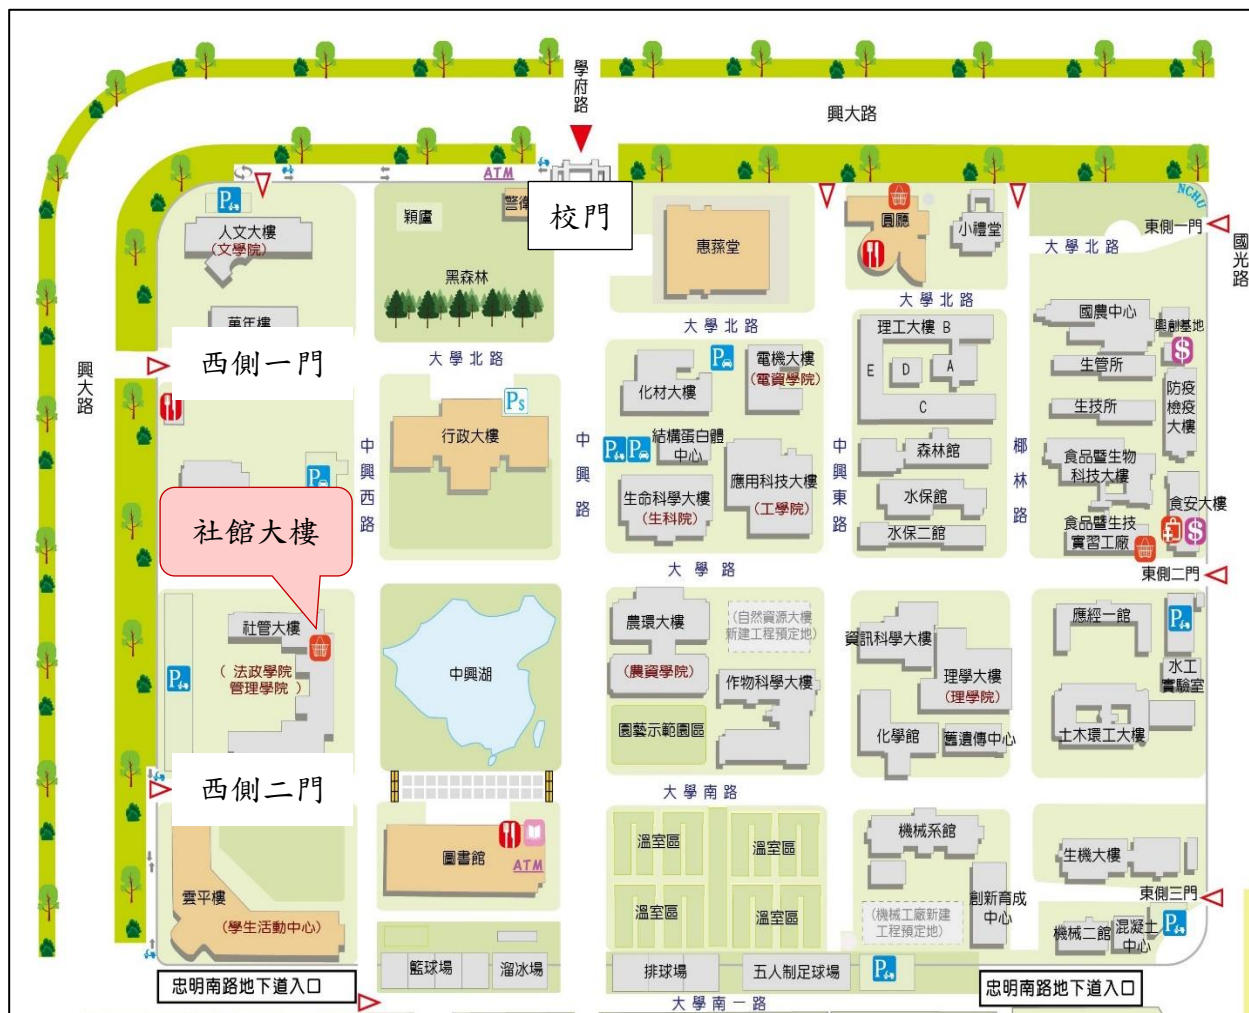 學府路
興大路
ATM
警衛
校門
穎廬
黑森林
人文大樓
(文學院)
萬年樓
西側一門
興大路
大學北路
惠蓀堂
大學北路
圓廳
小禮堂
大學北路
大學北路
NCHU
東側一門
國光路
理工大樓 B
E
D
A
C
國農中心
興創基地
$
生管所
生技所
防疫
檢疫
大樓
化材大樓
P
電機大樓
(電資學院)
行政大樓
Ps
中興西路
中興路
中興東路
椰林路
P
P
結構蛋白體
中心
生命科學大樓
(生科院)
應用科技大樓
(工學院)
森林館
水保館
水保二館
食品暨生物
科技大樓
食品暨生技
實習工廠
食安大樓
$
P
P
社館大樓
大學路
東側二門
社管大樓
(法政學院
管理學院)
P
中興湖
農環大樓
(農資學院)
(自然資源大樓
新建工程預定地)
園藝示範園區
作物科學大樓
資訊科學大樓
理學大樓
(理學院)
化學館
舊遺傳中心
應經一館
P
水工
實驗室
土木環工大樓
西側二門
大學南路
圖書館
ATM
雲平樓
(學生活動中心)
溫室區
溫室區
溫室區
溫室區
機械系館
(機械工廠新建
工程預定地)
創新育成
中心
生機大樓
東側三門
機械二館
混凝土
中心
P
籃球場
溜冰場
排球場
五人制足球場
P
忠明南路地下道入口
忠明南路地下道入口
大學南一路